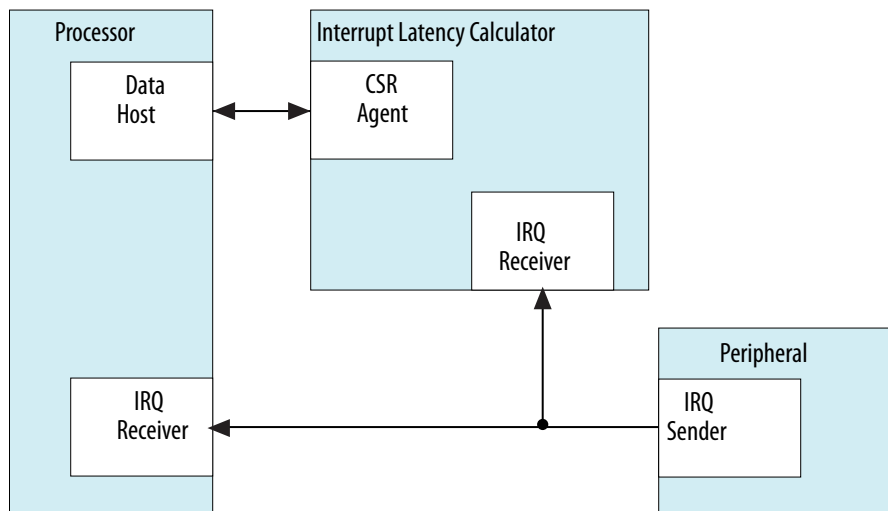 Processor
Data
Host
Interrupt Latency Calculator
CSR
Agent
IRQ
Receiver
Peripheral
IRQ
Receiver
IRQ
Sender